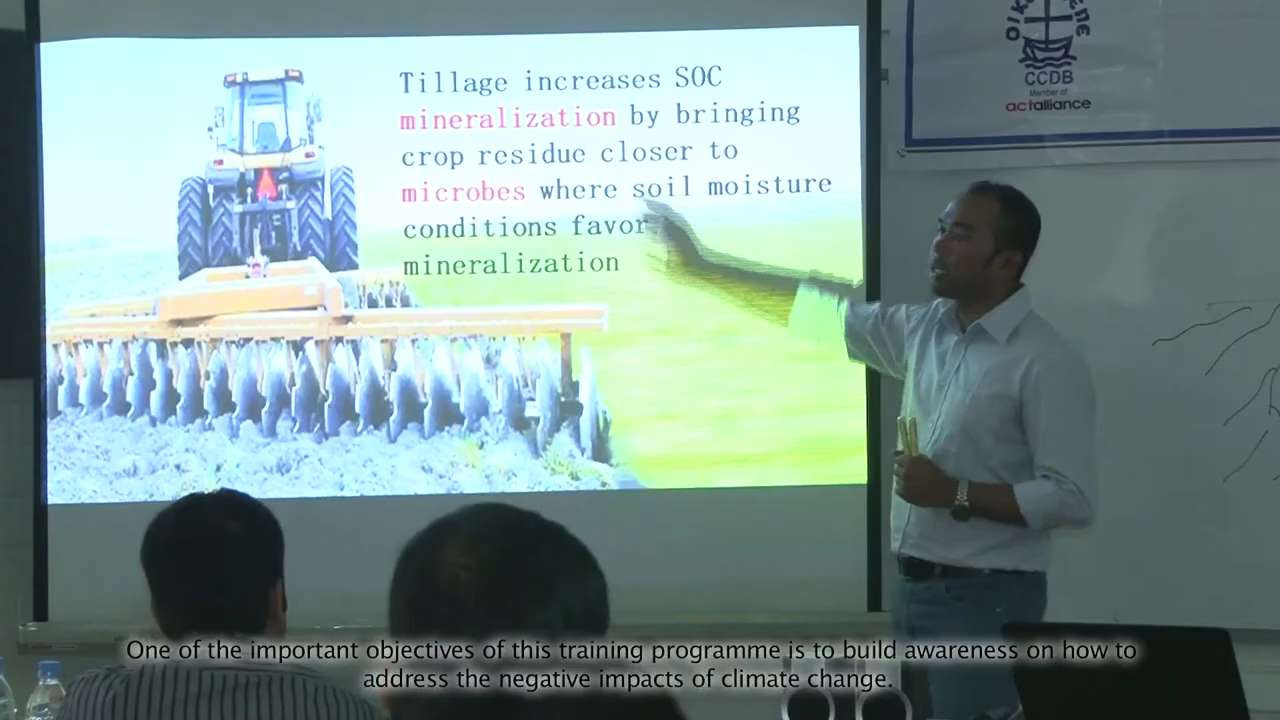 Tillage increases SOC
mineralization by bringing
crop residue closer to
microbes where soil moisture
conditions favor
mineralization
CCDB
Member of
actalliance
One of the important objectives of this training programme is to build awareness on how to
address the negative impacts of climate change.